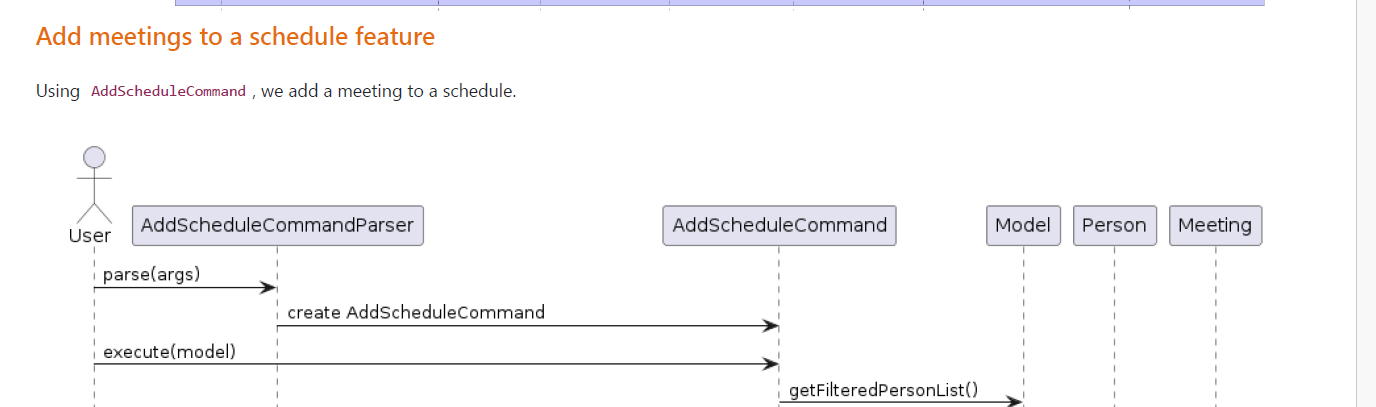 Add meetings to a schedule feature
Using AddScheduleCommand , we add a meeting to a schedule.
User
AddScheduleCommandParser
AddScheduleCommand
Model
Person
Meeting
parse(args)
create AddScheduleCommand
execute(model)
getFilteredPersonList()